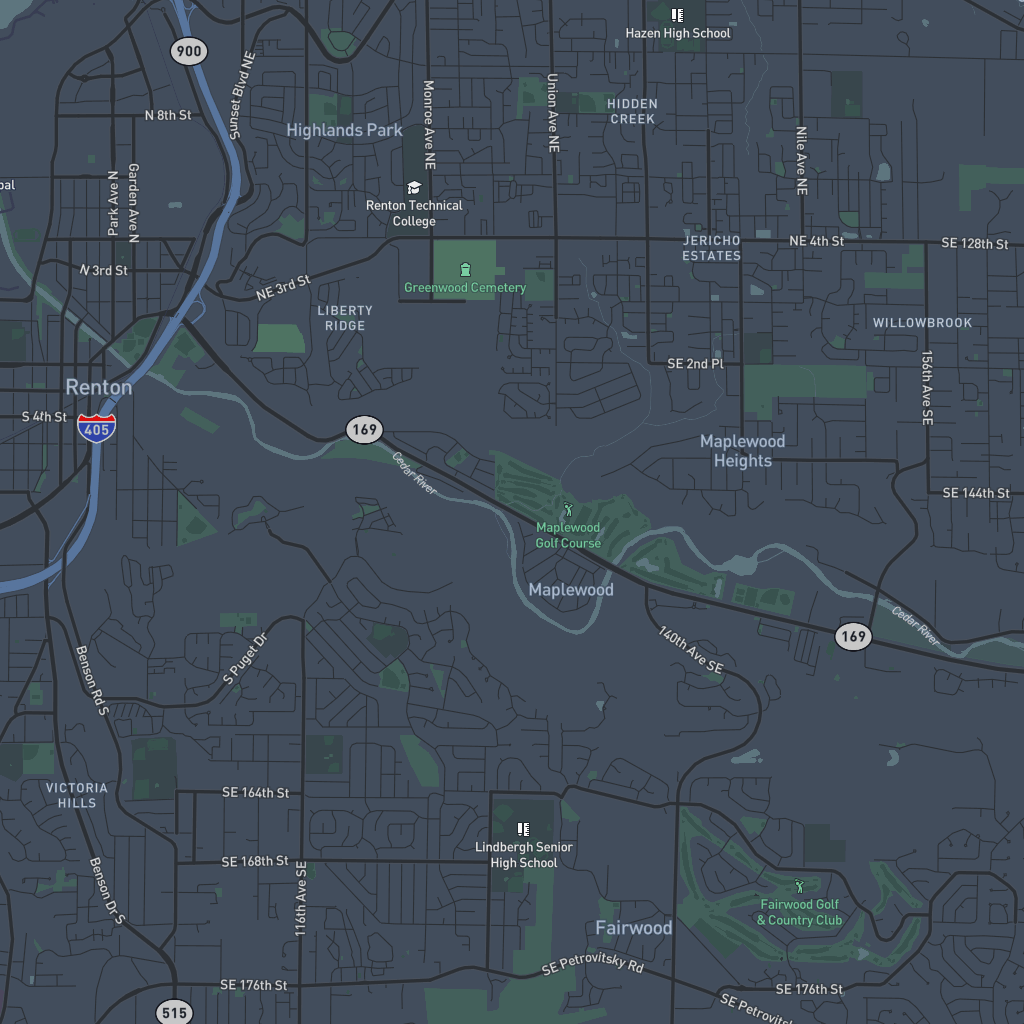 Hazen High School
900
Sunset Blvd NE
Monroe Ave NE
Union Ave NE
HIDDEN
CREEK
N 8th St
Highlands Park
Nile Ave NE
Park Ave N
Garden Ave N
pal
Renton Technical
College
JERICHO
ESTATES
NE 4th St
SE 128th St
N 3rd St
NE 3rd St
Greenwood Cemetery
LIBERTY
RIDGE
WILLOWBROOK
SE 2nd Pl
156th Ave SE
Renton
S 4th St
405
169
Maplewood
Heights
Cedar River
SE 144th St
Maplewood
Golf Course
Maplewood
Cedar River
169
140th Ave SE
S Puget Dr
Benson Rd S
VICTORIA
HILLS
SE 164th St
Lindbergh Senior
High School
SE 168th St
Benson Dr S
116th Ave SE
Fairwood Golf
& Country Club
Fairwood
SE Petrovitsky Rd
SE 176th St
SE 176th St
515
SE Petrovits